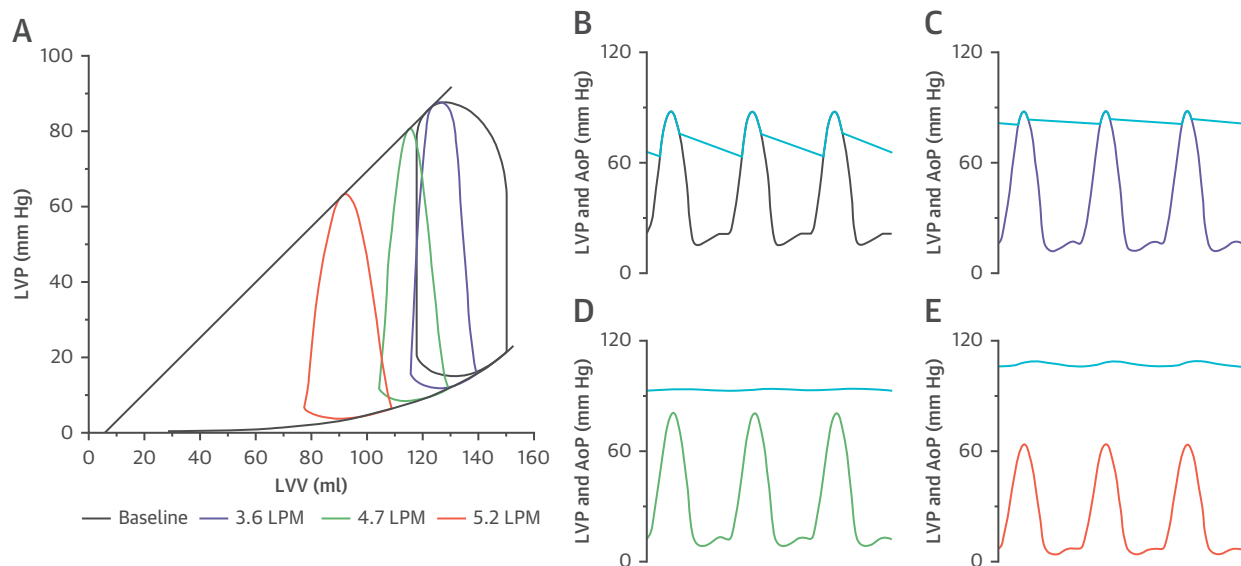 A
100
80
60
40
20
0
LVP (mm Hg)
0 20 40 60 80 100 120 140 160
LVV (ml)
Baseline 3.6 LPM 4.7 LPM 5.2 LPM
B
120
60
0
LVP and AoP (mm Hg)
C
120
60
0
LVP and AoP (mm Hg)
D
120
60
0
LVP and AoP (mm Hg)
E
120
60
0
LVP and AoP (mm Hg)